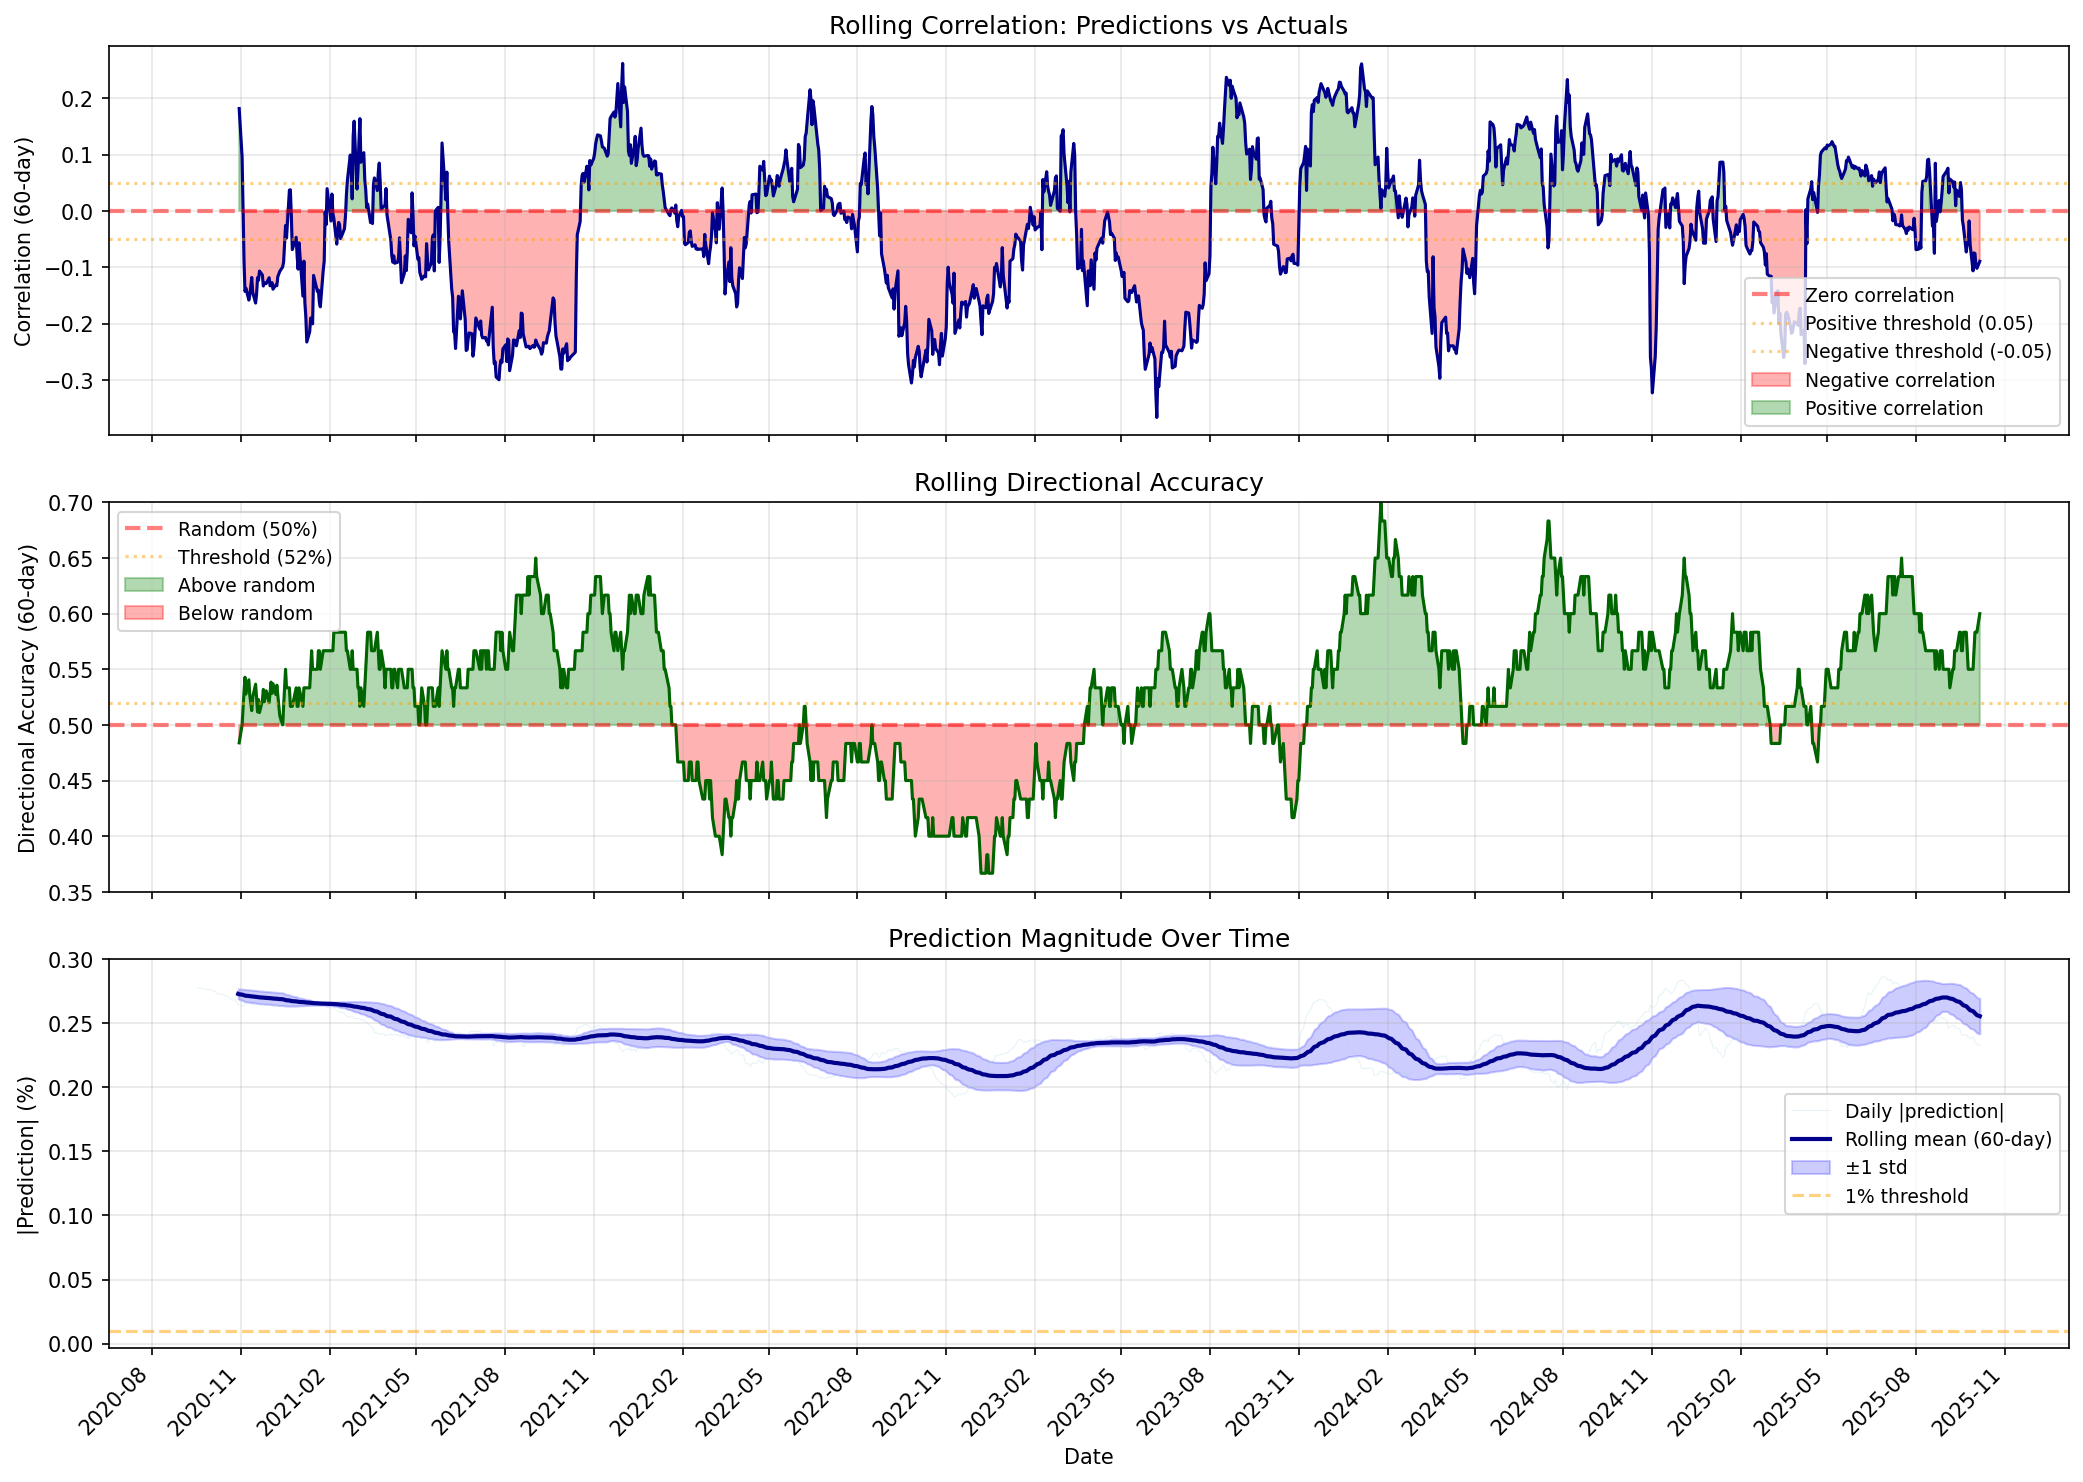 Rolling Correlation: Predictions vs Actuals
Correlation (60-day)
0.2
0.1
0.0
−0.1
−0.2
−0.3
Zero correlation
Positive threshold (0.05)
Negative threshold (-0.05)
Negative correlation
Positive correlation
Rolling Directional Accuracy
Directional Accuracy (60-day)
0.70
0.65
0.60
0.55
0.50
0.45
0.40
0.35
Random (50%)
Threshold (52%)
Above random
Below random
Prediction Magnitude Over Time
|Prediction| (%)
0.30
0.25
0.20
0.15
0.10
0.05
0.00
Daily |prediction|
Rolling mean (60-day)
±1 std
1% threshold
2020-08
2020-11
2021-02
2021-05
2021-08
2021-11
2022-02
2022-05
2022-08
2022-11
2023-02
2023-05
2023-08
2023-11
2024-02
2024-05
2024-08
2024-11
2025-02
2025-05
2025-08
2025-11
Date